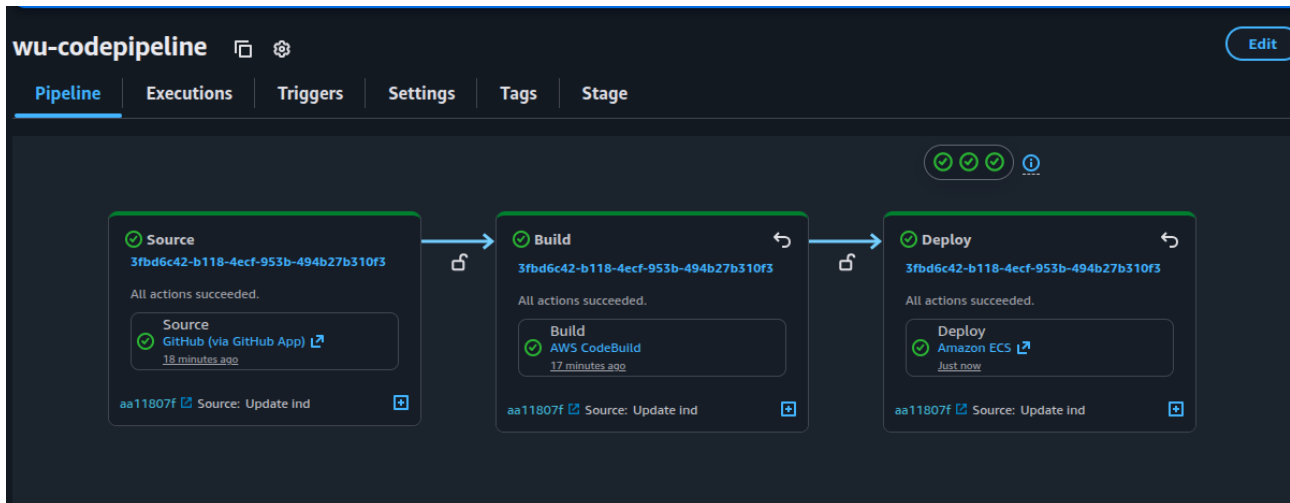 wu-codepipeline
Edit
Pipeline Executions Triggers Settings Tags Stage
Source
3fbd6c42-b118-4ecf-953b-494b27b310f3
All actions succeeded.
Source
GitHub (via GitHub App)
18 minutes ago
aa11807f Source: Update ind
Build
3fbd6c42-b118-4ecf-953b-494b27b310f3
All actions succeeded.
Build
AWS CodeBuild
17 minutes ago
aa11807f Source: Update ind
Deploy
3fbd6c42-b118-4ecf-953b-494b27b310f3
All actions succeeded.
Deploy
Amazon ECS
Just now
aa11807f Source: Update ind